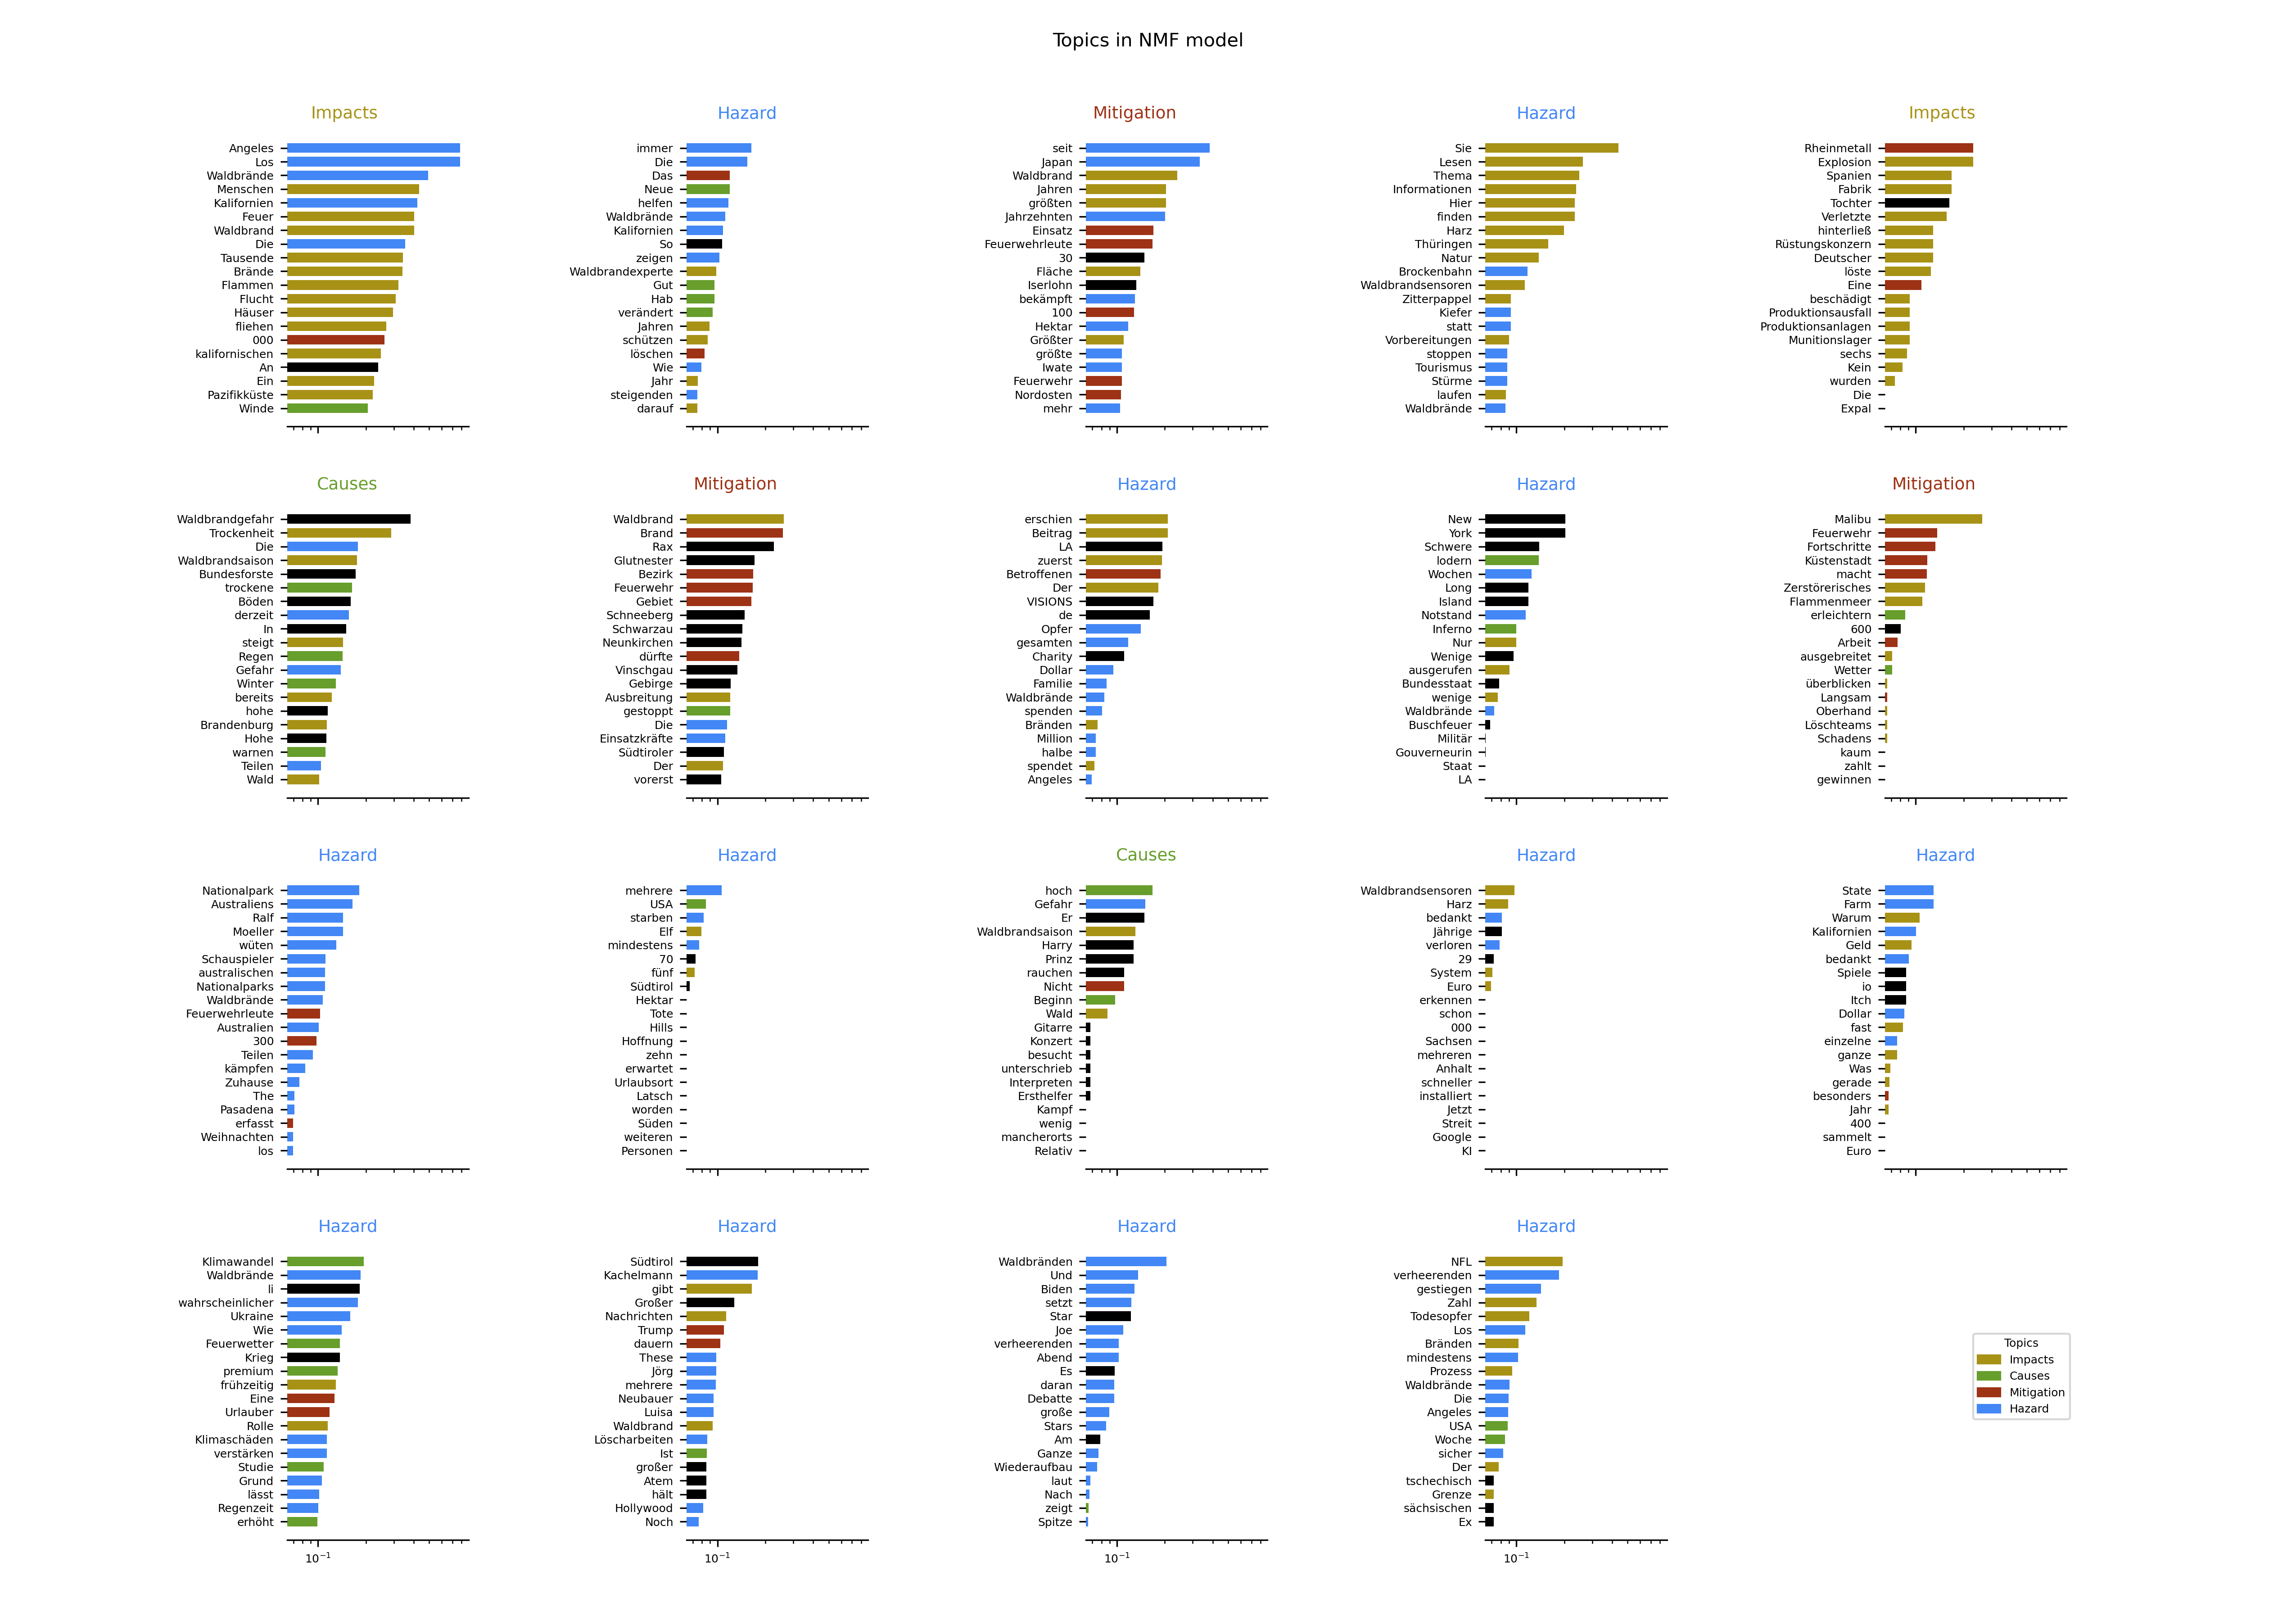 Topics in NMF model
Impacts
Angeles
Los
Waldbrände
Menschen
Kalifornien
Feuer
Waldbrand
Die
Tausende
Brände
Flammen
Flucht
Häuser
fliehen
000
kalifornischen
An
Ein
Pazifikküste
Winde
Hazard
immer
Die
Das
Neue
helfen
Waldbrände
Kalifornien
So
zeigen
Waldbrandexperte
Gut
Hab
verändert
Jahren
schützen
löschen
Wie
Jahr
steigenden
darauf
Mitigation
seit
Japan
Waldbrand
Jahren
größten
Jahrzehnten
Einsatz
Feuerwehrleute
30
Fläche
Iserlohn
bekämpft
100
Hektar
Größter
größte
Iwate
Feuerwehr
Nordosten
mehr
Hazard
Sie
Lesen
Thema
Informationen
Hier
finden
Harz
Thüringen
Natur
Brockenbahn
Waldbrandsensoren
Zitterpappel
Kiefer
statt
Vorbereitungen
stoppen
Tourismus
Stürme
laufen
Waldbrände
Impacts
Rheinmetall
Explosion
Spanien
Fabrik
Tochter
Verletzte
hinterließ
Rüstungskonzern
Deutscher
löste
Eine
beschädigt
Produktionsausfall
Produktionsanlagen
Munitionslager
sechs
Kein
wurden
Die
Expal
Causes
Waldbrandgefahr
Trockenheit
Die
Waldbrandsaison
Bundesforste
trockene
Böden
derzeit
In
steigt
Regen
Gefahr
Winter
bereits
hohe
Brandenburg
Hohe
warnen
Teilen
Wald
Mitigation
Waldbrand
Brand
Rax
Glutnester
Bezirk
Feuerwehr
Gebiet
Schneeberg
Schwarzau
Neunkirchen
dürfte
Vinschgau
Gebirge
Ausbreitung
gestoppt
Die
Einsatzkräfte
Südtiroler
Der
vorerst
Hazard
erschien
Beitrag
LA
zuerst
Betroffenen
Der
VISIONS
de
Opfer
gesamten
Charity
Dollar
Familie
Waldbrände
spenden
Bränden
Million
halbe
spendet
Angeles
Hazard
New
York
Schwere
lodern
Wochen
Long
Island
Notstand
Inferno
Nur
Wenige
ausgerufen
Bundesstaat
wenige
Waldbrände
Buschfeuer
Militär
Gouverneurin
Staat
LA
Mitigation
Malibu
Feuerwehr
Fortschritte
Küstenstadt
macht
Zerstörerisches
Flammenmeer
erleichtern
600
Arbeit
ausgebreitet
Wetter
überblicken
Langsam
Oberhand
Löschteams
Schadens
kaum
zahlt
gewinnen
Hazard
Nationalpark
Australiens
Ralf
Moeller
wüten
Schauspieler
australischen
Nationalparks
Waldbrände
Feuerwehrleute
Australien
300
Teilen
kämpfen
Zuhause
The
Pasadena
erfasst
Weihnachten
los
Hazard
mehrere
USA
starben
Elf
mindestens
70
fünf
Südtirol
Hektar
Tote
Hills
Hoffnung
zehn
erwartet
Urlaubsort
Latsch
worden
Süden
weiteren
Personen
Causes
hoch
Gefahr
Er
Waldbrandsaison
Harry
Prinz
rauchen
Nicht
Beginn
Wald
Gitarre
Konzert
besucht
unterschrieb
Interpreten
Ersthelfer
Kampf
wenig
mancherorts
Relativ
Hazard
Waldbrandsensoren
Harz
bedankt
Jährige
verloren
29
System
Euro
erkennen
schon
000
Sachsen
mehreren
Anhalt
schneller
installiert
Jetzt
Streit
Google
KI
Hazard
State
Farm
Warum
Kalifornien
Geld
bedankt
Spiele
io
Itch
Dollar
fast
einzelne
ganze
Was
gerade
besonders
Jahr
400
sammelt
Euro
Hazard
Klimawandel
Waldbrände
li
wahrscheinlicher
Ukraine
Wie
Feuerwetter
Krieg
premium
frühzeitig
Eine
Urlauber
Rolle
Klimaschäden
verstärken
Studie
Grund
lässt
Regenzeit
erhöht
10⁻¹
Hazard
Südtirol
Kachelmann
gibt
Großer
Nachrichten
Trump
dauern
These
Jörg
mehrere
Neubauer
Luisa
Waldbrand
Löscharbeiten
Ist
großer
Atem
hält
Hollywood
Noch
10⁻¹
Hazard
Waldbränden
Und
Biden
setzt
Star
Joe
verheerenden
Abend
Es
daran
Debatte
große
Stars
Am
Ganze
Wiederaufbau
laut
Nach
zeigt
Spitze
10⁻¹
Hazard
NFL
verheerenden
gestiegen
Zahl
Todesopfer
Los
Bränden
mindestens
Prozess
Waldbrände
Die
Angeles
USA
Woche
sicher
Der
tschechisch
Grenze
sächsischen
Ex
10⁻¹
Topics
Impacts
Causes
Mitigation
Hazard